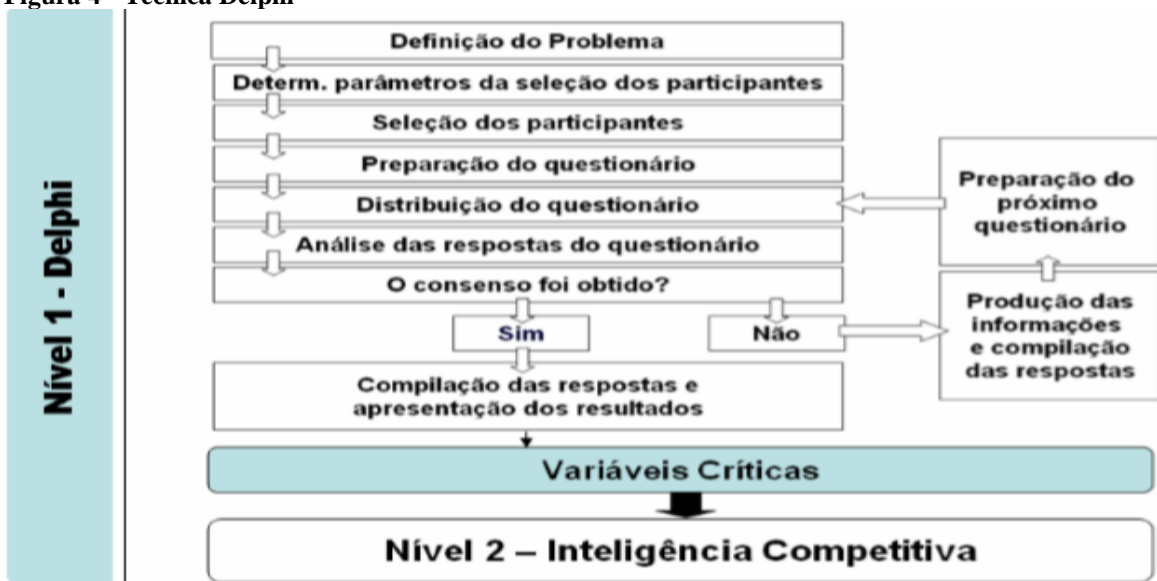 Figura 4 - Técnica Delphi
Nível 1 - Delphi
Definição do Problema
Determ. parâmetros da seleção dos participantes
Seleção dos participantes
Preparação do questionário
Distribuição do questionário
Análise das respostas do questionário
O consenso foi obtido?
Sim
Não
Preparação do
próximo
questionário
Produção das
informações
e compilação
das respostas
Compilação das respostas e
apresentação dos resultados
Variáveis Críticas
Nível 2 – Inteligência Competitiva